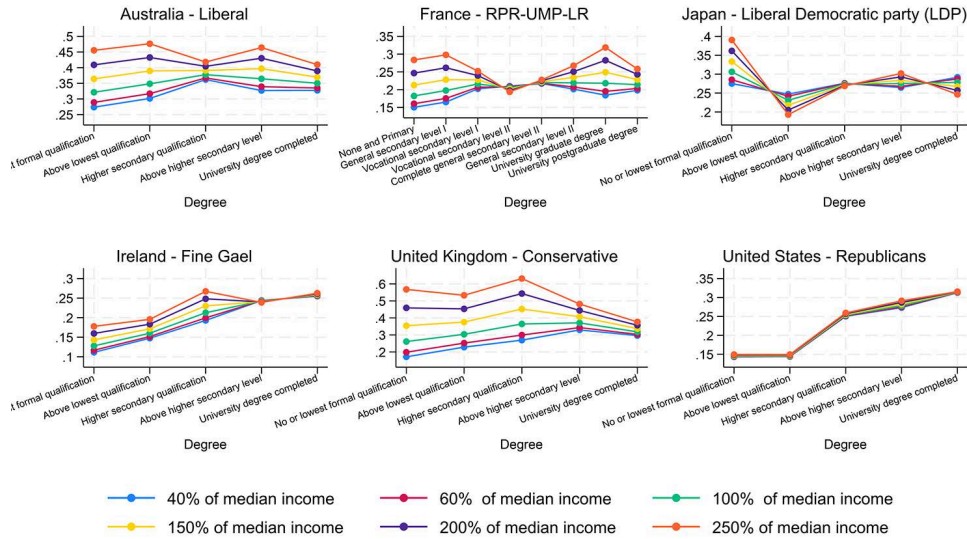 Australia - Liberal
.5
.45
.4
.35
.3
.25
t formal qualification
Above lowest qualification
Higher secondary qualification
Above higher secondary level
University degree completed
Degree
France - RPR-UMP-LR
.35
.3
.25
.2
.15
None and Primary
General secondary level I
Vocational secondary level I
Vocational secondary level II
Complete general secondary level II
General secondary level II
University graduate degree
University postgraduate degree
Degree
Japan - Liberal Democratic party (LDP)
.4
.35
.3
.25
.2
No or lowest formal qualification
Above lowest qualification
Higher secondary qualification
Above higher secondary level
University degree completed
Degree
Ireland - Fine Gael
.3
.25
.2
.15
.1
t formal qualification
Above lowest qualification
Higher secondary qualification
Above higher secondary level
University degree completed
Degree
United Kingdom - Conservative
.6
.5
.4
.3
.2
No or lowest formal qualification
Above lowest qualification
Higher secondary qualification
Above higher secondary level
University degree completed
Degree
United States - Republicans
.35
.3
.25
.2
.15
No or lowest formal qualification
Above lowest qualification
Higher secondary qualification
Above higher secondary level
University degree completed
Degree
40% of median income
60% of median income
100% of median income
150% of median income
200% of median income
250% of median income